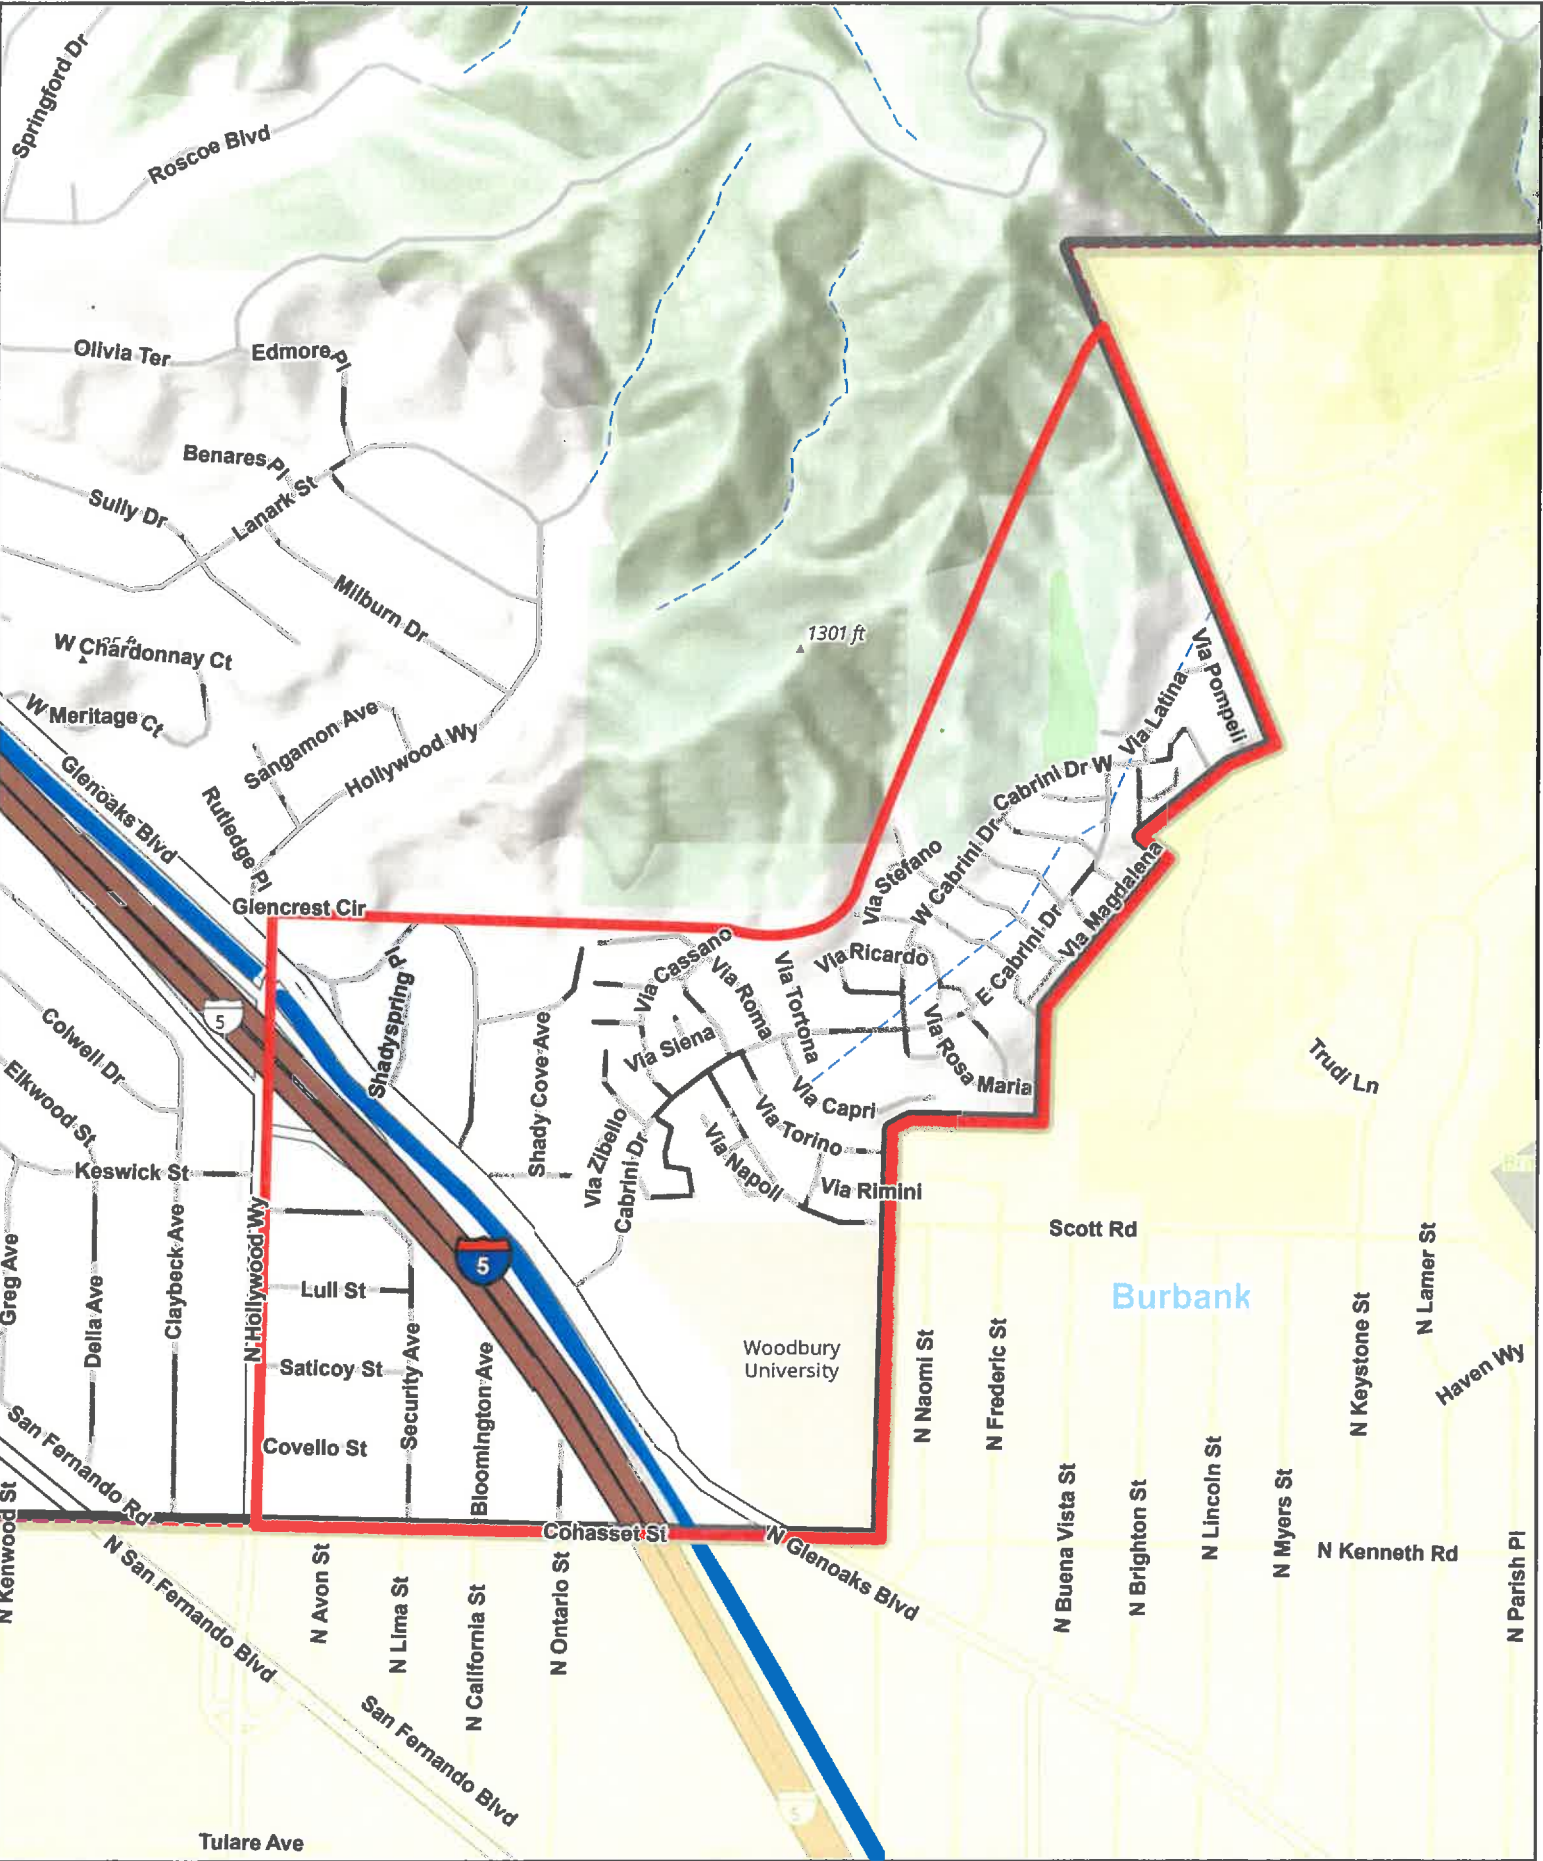 Springford Dr
Roscoe Blvd
Olivia Ter
Edmore Pl
Benares Pl
Lanark St
Sully Dr
Milburn Dr
1301 ft
W Chardonnay Ct
W Meritage Ct
Sangamon Ave
Hollywood Wy
Glenoaks Blvd
Rutledge Pl
Glencrest Cir
Via Pompeii
Via Latina
Cabrini Dr W
Cabrini Dr
Via Stefano
W Cabrini Dr
Via Magdalena
E Cabrini Dr
Via Ricardo
Via Cassano
Via Roma
Via Tortona
Via Rosa Maria
Via Siena
Via Capri
Via Torino
Via Napoli
Via Rimini
Via Zibello
Cabrini Dr
Shady Cove Ave
Shadyspring Pl
5
Colwell Dr
Elkwood St
Keswick St
Greg Ave
Delia Ave
Claybeck Ave
N Hollywood Wy
Lull St
Saticoy St
Covello St
Security Ave
Bloomington Ave
5
Woodbury
University
Trudi Ln
Scott Rd
Burbank
N Naomi St
N Frederic St
N Buena Vista St
N Brighton St
N Lincoln St
N Myers St
N Keystone St
N Lamer St
Haven Wy
N Kenneth Rd
N Parish Pl
San Fernando Rd
N Kenwood St
Cohasset St
N Glenoaks Blvd
N San Fernando Blvd
N Avon St
N Lima St
N California St
N Ontario St
San Fernando Blvd
5
Tulare Ave